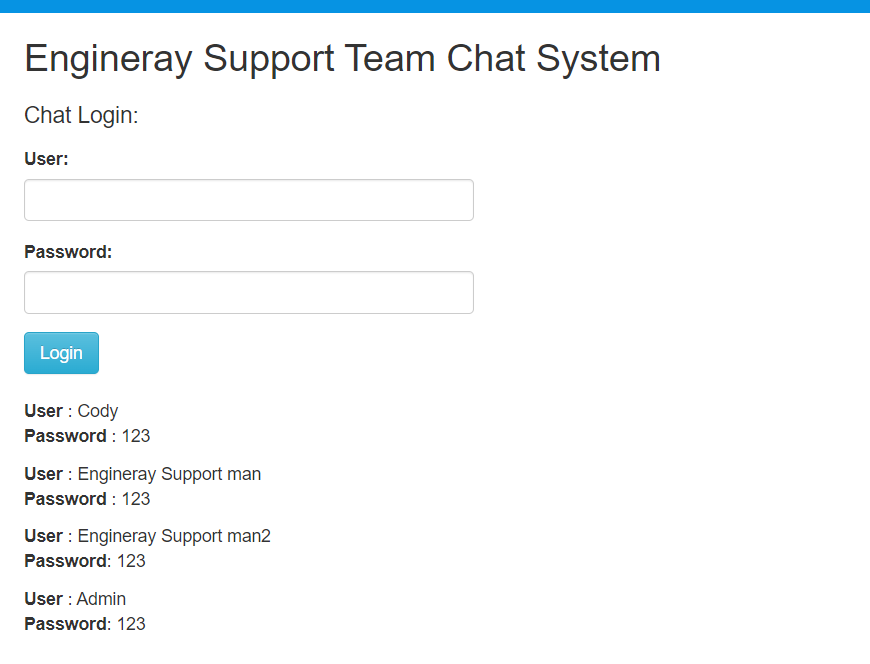 Engineray Support Team Chat System
Chat Login:
User:
Password:
Login
User : Cody
Password : 123
User : Engineray Support man
Password : 123
User : Engineray Support man2
Password: 123
User : Admin
Password: 123